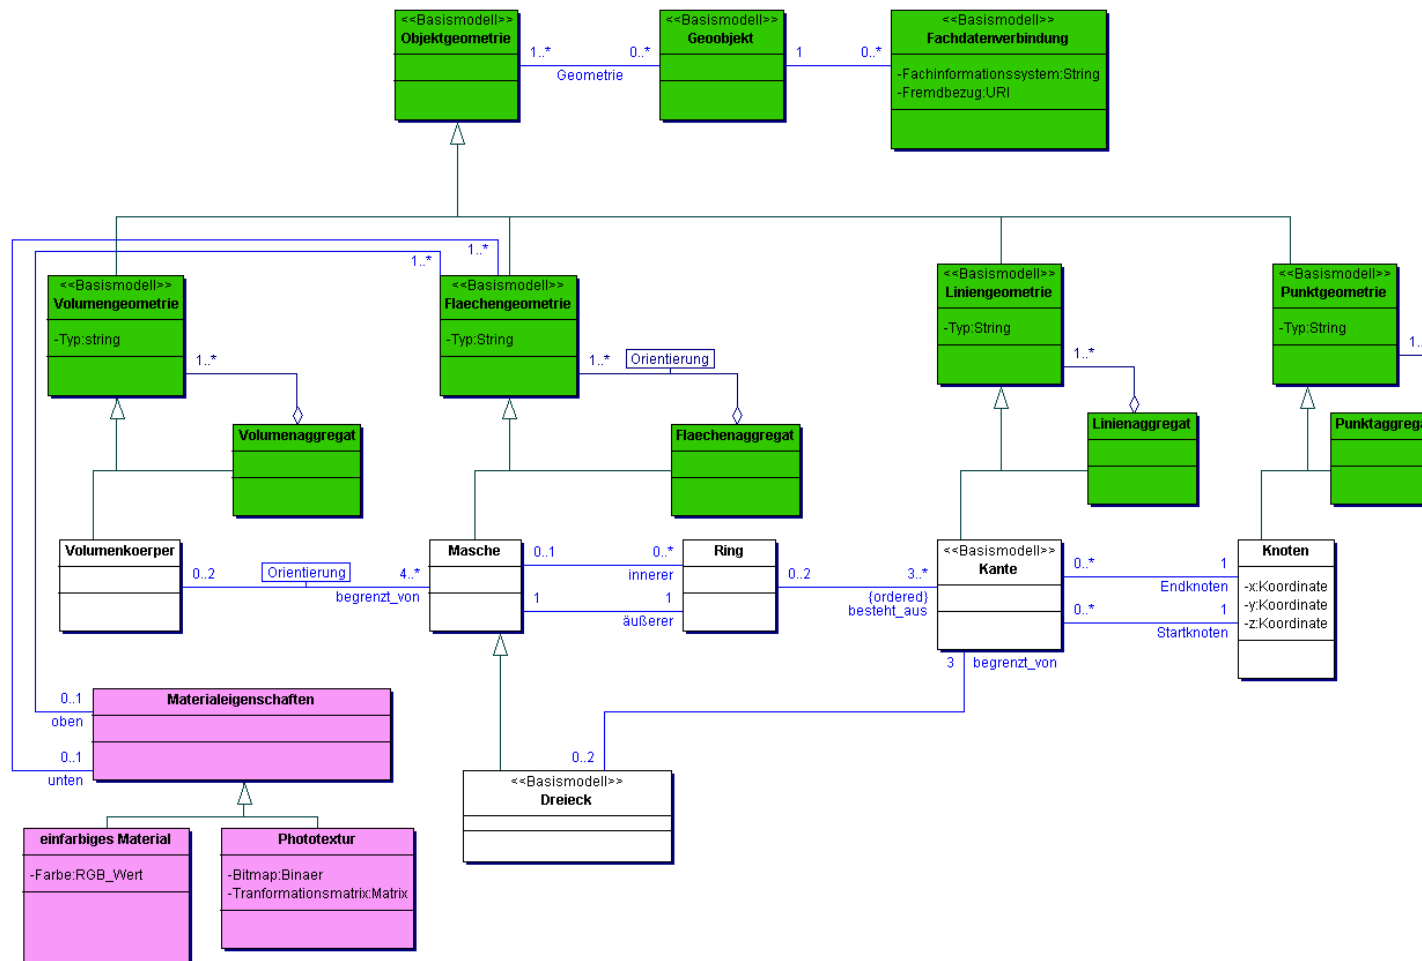 <<Basismodell>>
Objektgeometrie
1..*
0..*
Geometrie
<<Basismodell>>
Geoobjekt
1
0..*
<<Basismodell>>
Fachdatenverbindung
-Fachinformationssystem:String
-Fremdbezug:URI
1..*
1..*
<<Basismodell>>
Volumengeometrie
-Typ:string
1..*
<<Basismodell>>
Flaechengeometrie
-Typ:String
1..*
Orientierung
<<Basismodell>>
Liniengeometrie
-Typ:String
1..*
<<Basismodell>>
Punktgeometrie
-Typ:String
1..
Volumenaggregat
Flaechenaggregat
Linienaggregat
Punktaggrega
Volumenkoerper
0..2
Orientierung
4..*
begrenzt_von
Masche
0..1
0..*
innerer
1
1
äußerer
Ring
0..2
3..*
{ordered}
besteht_aus
<<Basismodell>>
Kante
0..*
1
Endknoten
0..*
1
Startknoten
Knoten
-x:Koordinate
-y:Koordinate
-z:Koordinate
3
begrenzt_von
0..2
0..1
oben
0..1
unten
Materialeigenschaften
<<Basismodell>>
Dreieck
einfarbiges Material
-Farbe:RGB_Wert
Phototextur
-Bitmap:Binaer
-Tranformationsmatrix:Matrix